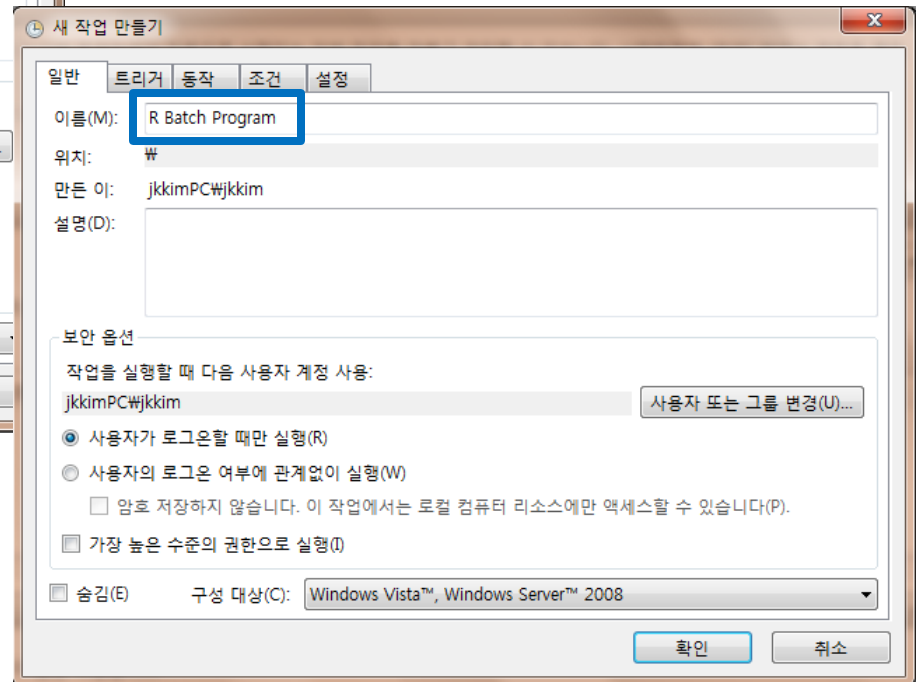 새 작업 만들기
일반 트리거 동작 조건 설정
이름(M): R Batch Program
위치: ₩
만든 이: jkkimPC₩jkkim
설명(D):
보안 옵션
작업을 실행할 때 다음 사용자 계정 사용:
jkkimPC₩jkkim 사용자 또는 그룹 변경(U)...
사용자가 로그온할 때만 실행(R)
사용자의 로그온 여부에 관계없이 실행(W)
암호 저장하지 않습니다. 이 작업에서는 로컬 컴퓨터 리소스에만 액세스할 수 있습니다(P).
가장 높은 수준의 권한으로 실행(I)
숨김(E) 구성 대상(C): Windows Vista™, Windows Server™ 2008
확인 취소